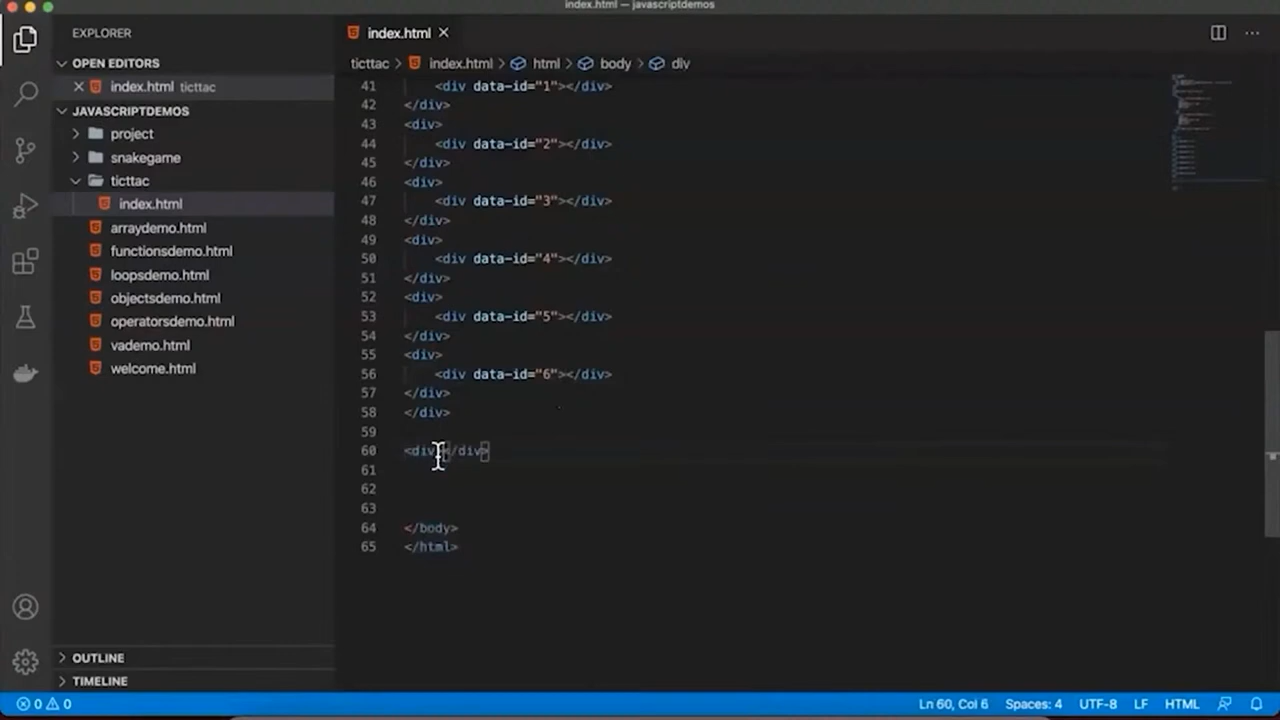 index.html — javascriptdemos
EXPLORER
OPEN EDITORS
index.html ticttac
JAVASCRIPTDEMOS
project
snakegame
ticttac
index.html
arraydemo.html
functionsdemo.html
loopsdemo.html
objectsdemo.html
operatorsdemo.html
vademo.html
welcome.html
OUTLINE
TIMELINE
index.html
ticttac > index.html > html > body > div
41 <div data-id="1"></div>
42 </div>
43 <div>
44 <div data-id="2"></div>
45 </div>
46 <div>
47 <div data-id="3"></div>
48 </div>
49 <div>
50 <div data-id="4"></div>
51 </div>
52 <div>
53 <div data-id="5"></div>
54 </div>
55 <div>
56 <div data-id="6"></div>
57 </div>
58 </div>
59
60 <div></div>
61
62
63
64 </body>
65 </html>
0 0 Ln 60, Col 6 Spaces: 4 UTF-8 LF HTML